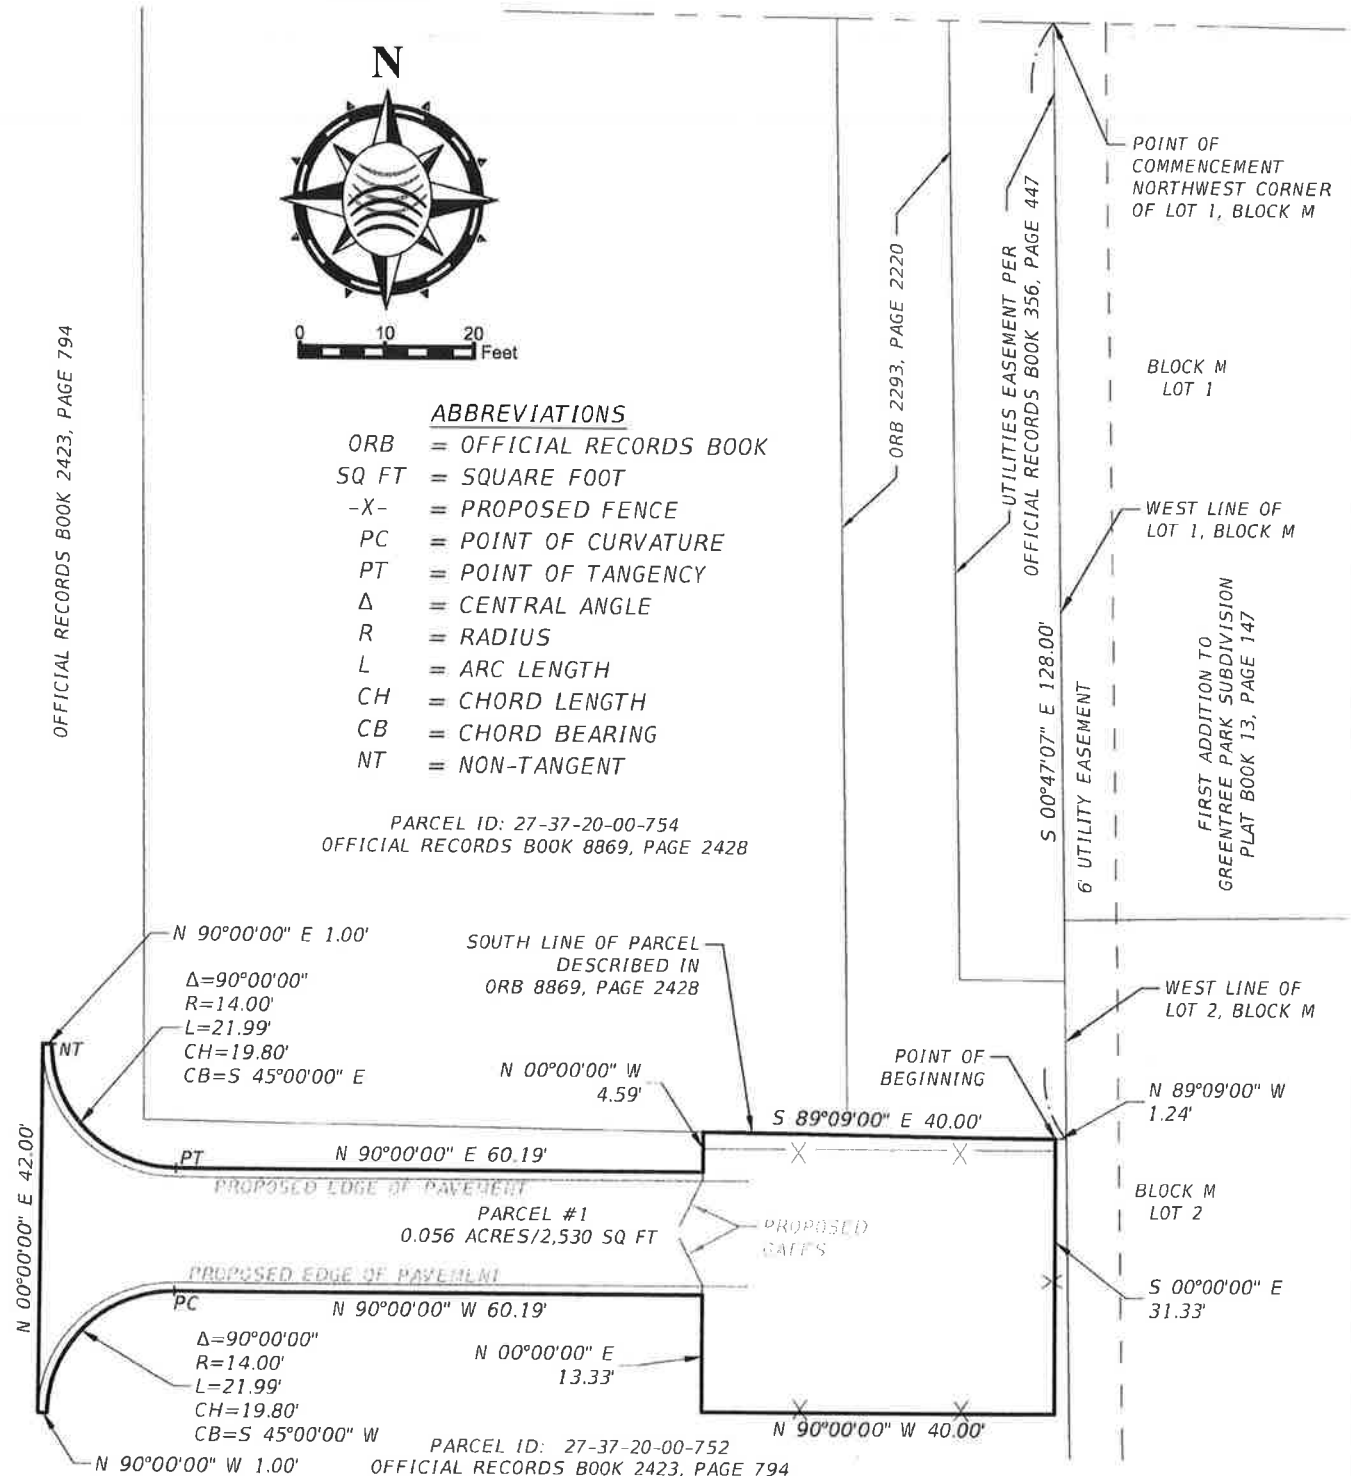 N
0 10 20
Feet
POINT OF
COMMENCEMENT
NORTHWEST CORNER
OF LOT 1, BLOCK M
OFFICIAL RECORDS BOOK 2423, PAGE 794
ORB 2293, PAGE 2220
UTILITIES EASEMENT PER
OFFICIAL RECORDS BOOK 356, PAGE 447
BLOCK M
LOT 1
ABBREVIATIONS
ORB = OFFICIAL RECORDS BOOK
SQ FT = SQUARE FOOT
-X- = PROPOSED FENCE
PC = POINT OF CURVATURE
PT = POINT OF TANGENCY
Δ = CENTRAL ANGLE
R = RADIUS
L = ARC LENGTH
CH = CHORD LENGTH
CB = CHORD BEARING
NT = NON-TANGENT
WEST LINE OF
LOT 1, BLOCK M
S 00°47'07" E 128.00'
6' UTILITY EASEMENT
FIRST ADDITION TO
GREENTREE PARK SUBDIVISION
PLAT BOOK 13, PAGE 147
PARCEL ID: 27-37-20-00-754
OFFICIAL RECORDS BOOK 8869, PAGE 2428
N 90°00'00" E 1.00'
SOUTH LINE OF PARCEL
DESCRIBED IN
ORB 8869, PAGE 2428
Δ=90°00'00"
R=14.00'
L=21.99'
CH=19.80'
CB=S 45°00'00" E
WEST LINE OF
LOT 2, BLOCK M
NT
N 00°00'00" W
4.59'
POINT OF
BEGINNING
N 89°09'00" W
1.24'
S 89°09'00" E 40.00'
N 00°00'00" E 42.00'
PT
N 90°00'00" E 60.19'
PROPOSED EDGE OF PAVEMENT
PARCEL #1
0.056 ACRES/2,530 SQ FT
PROPOSED
GATES
BLOCK M
LOT 2
PROPOSED EDGE OF PAVEMENT
PC
N 90°00'00" W 60.19'
S 00°00'00" E
31.33'
Δ=90°00'00"
R=14.00'
L=21.99'
CH=19.80'
CB=S 45°00'00" W
N 00°00'00" E
13.33'
N 90°00'00" W 40.00'
N 90°00'00" W 1.00'
PARCEL ID: 27-37-20-00-752
OFFICIAL RECORDS BOOK 2423, PAGE 794